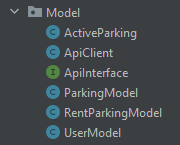 Model
C ActiveParking
C ApiClient
I ApiInterface
C ParkingModel
C RentParkingModel
C UserModel